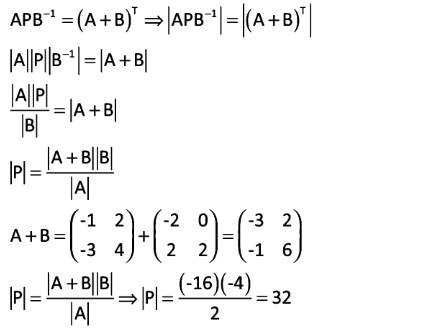 APB⁻¹ = (A+B)ᵀ ⇒ |APB⁻¹| = |(A+B)ᵀ|
|A||P||B⁻¹| = |A+B|
|A||P| / |B| = |A+B|
|P| = |A+B||B| / |A|
A+B = (-1 2; -3 4) + (-2 0; 2 2) = (-3 2; -1 6)
|P| = |A+B||B| / |A| ⇒ |P| = (-16)(-4) / 2 = 32